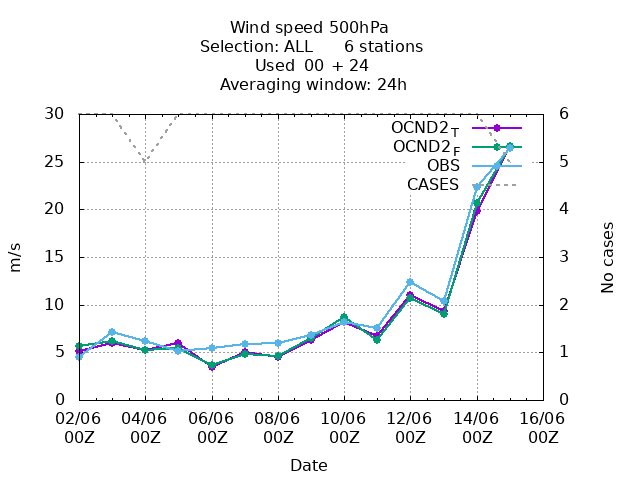 Wind speed 500hPa
Selection: ALL 6 stations
Used 00 + 24
Averaging window: 24h
30 6
25 5
20 4
15 3
10 2
5 1
0 0
m/s
No cases
OCND2T
OCND2F
OBS
CASES
02/06 04/06 06/06 08/06 10/06 12/06 14/06 16/06
00Z 00Z 00Z 00Z 00Z 00Z 00Z 00Z
Date